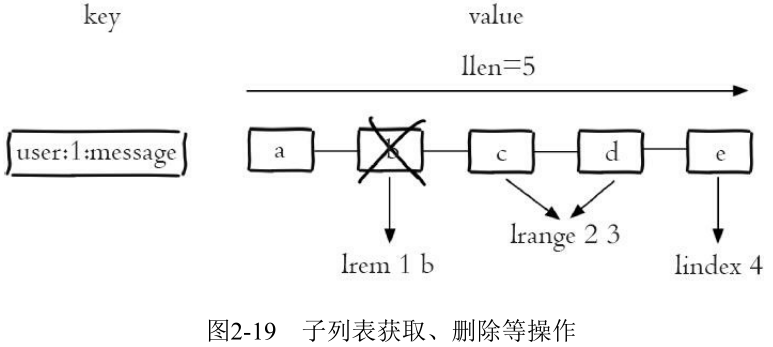 key value
llen=5
user:1:message a b c d e
lrange 2 3
lrem 1 b lindex 4
图2-19 子列表获取、删除等操作